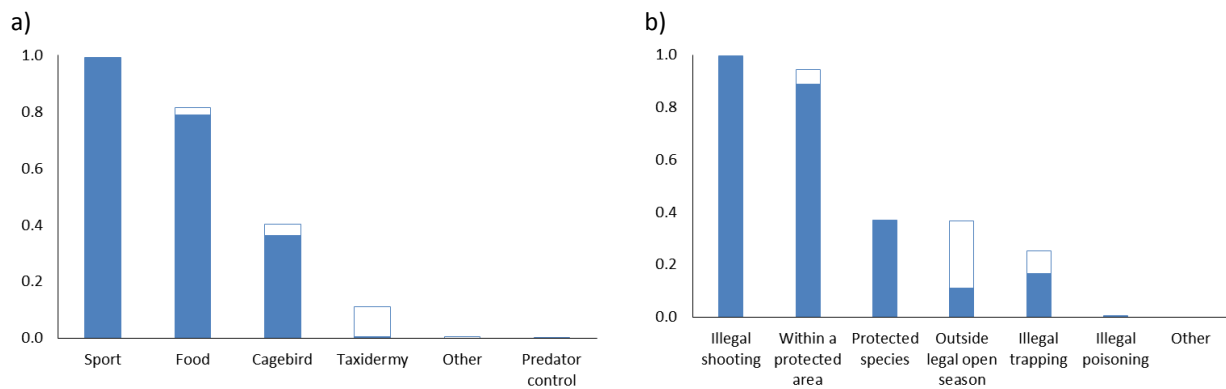 a)
1.0
0.8
0.6
0.4
0.2
0.0
Sport
Food
Cagebird
Taxidermy
Other
Predator
control
b)
1.0
0.8
0.6
0.4
0.2
0.0
Illegal
shooting
Within a
protected
area
Protected
species
Outside
legal open
season
Illegal
trapping
Illegal
poisoning
Other